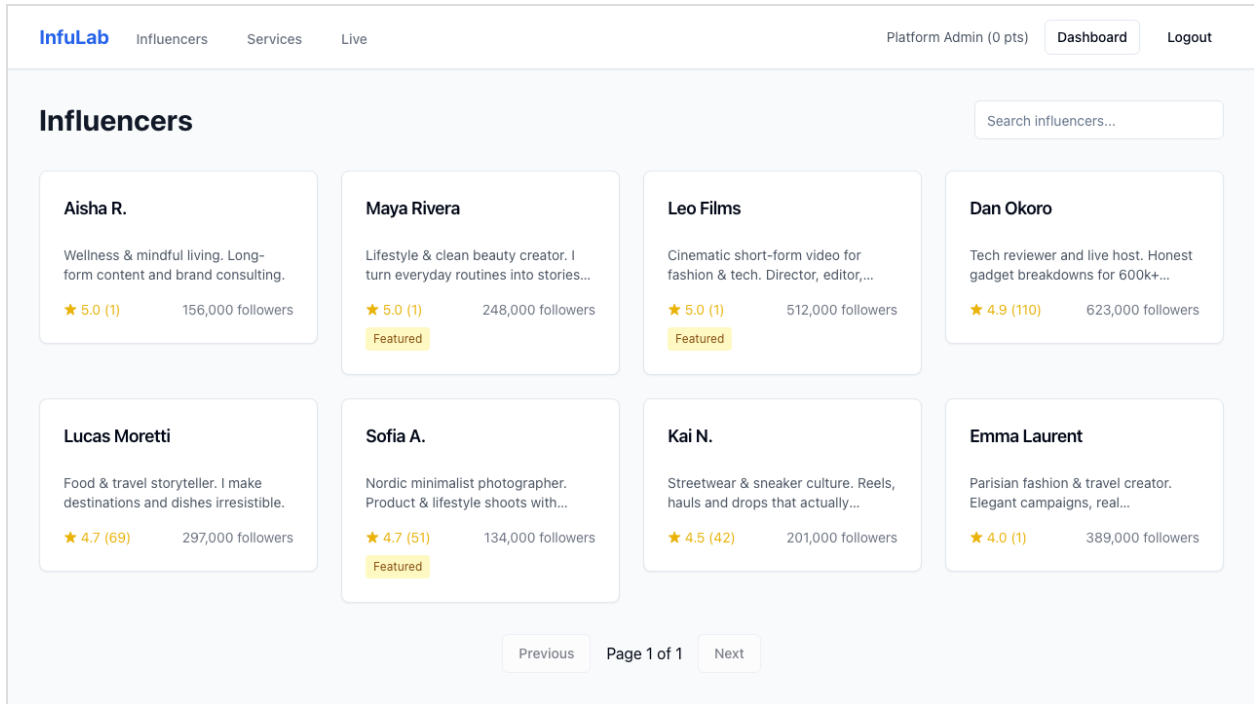 InfuLab
Influencers
Services
Live
Platform Admin (0 pts)
Dashboard
Logout
Influencers
Search influencers...
Aisha R.
Wellness & mindful living. Long-
form content and brand consulting.
★ 5.0 (1)
156,000 followers
Maya Rivera
Lifestyle & clean beauty creator. I
turn everyday routines into stories...
★ 5.0 (1)
248,000 followers
Featured
Leo Films
Cinematic short-form video for
fashion & tech. Director, editor,...
★ 5.0 (1)
512,000 followers
Featured
Dan Okoro
Tech reviewer and live host. Honest
gadget breakdowns for 600k+...
★ 4.9 (110)
623,000 followers
Lucas Moretti
Food & travel storyteller. I make
destinations and dishes irresistible.
★ 4.7 (69)
297,000 followers
Sofia A.
Nordic minimalist photographer.
Product & lifestyle shoots with...
★ 4.7 (51)
134,000 followers
Featured
Kai N.
Streetwear & sneaker culture. Reels,
hauls and drops that actually...
★ 4.5 (42)
201,000 followers
Emma Laurent
Parisian fashion & travel creator.
Elegant campaigns, real...
★ 4.0 (1)
389,000 followers
Previous
Page 1 of 1
Next